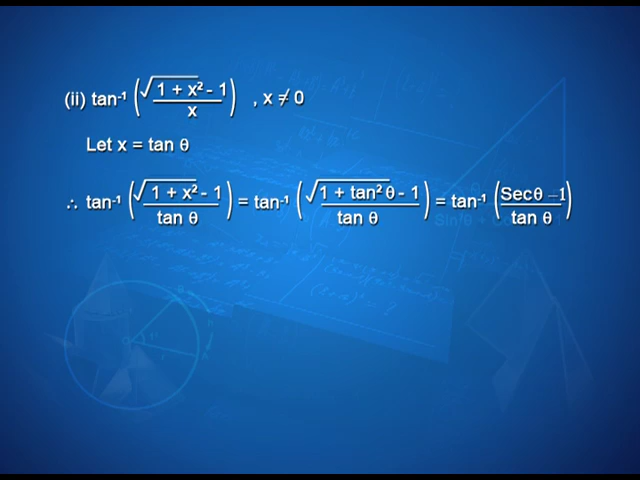 (ii) tan⁻¹ (√(1 + x²) - 1 / x) , x ≠ 0
Let x = tan θ
∴ tan⁻¹ (√(1 + x²) - 1 / tan θ) = tan⁻¹ (√(1 + tan² θ) - 1 / tan θ) = tan⁻¹ (Secθ – 1 / tan θ)